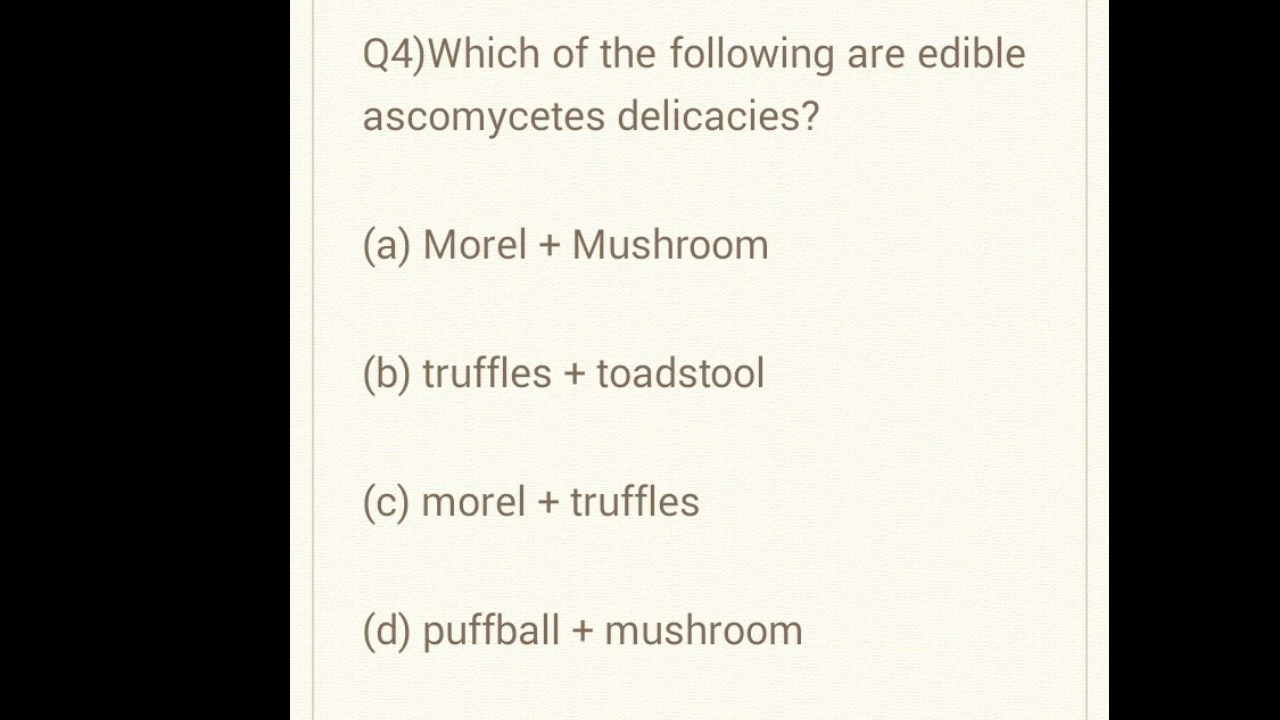 Q4)Which of the following are edible
ascomycetes delicacies?
(a) Morel + Mushroom
(b) truffles + toadstool
(c) morel + truffles
(d) puffball + mushroom